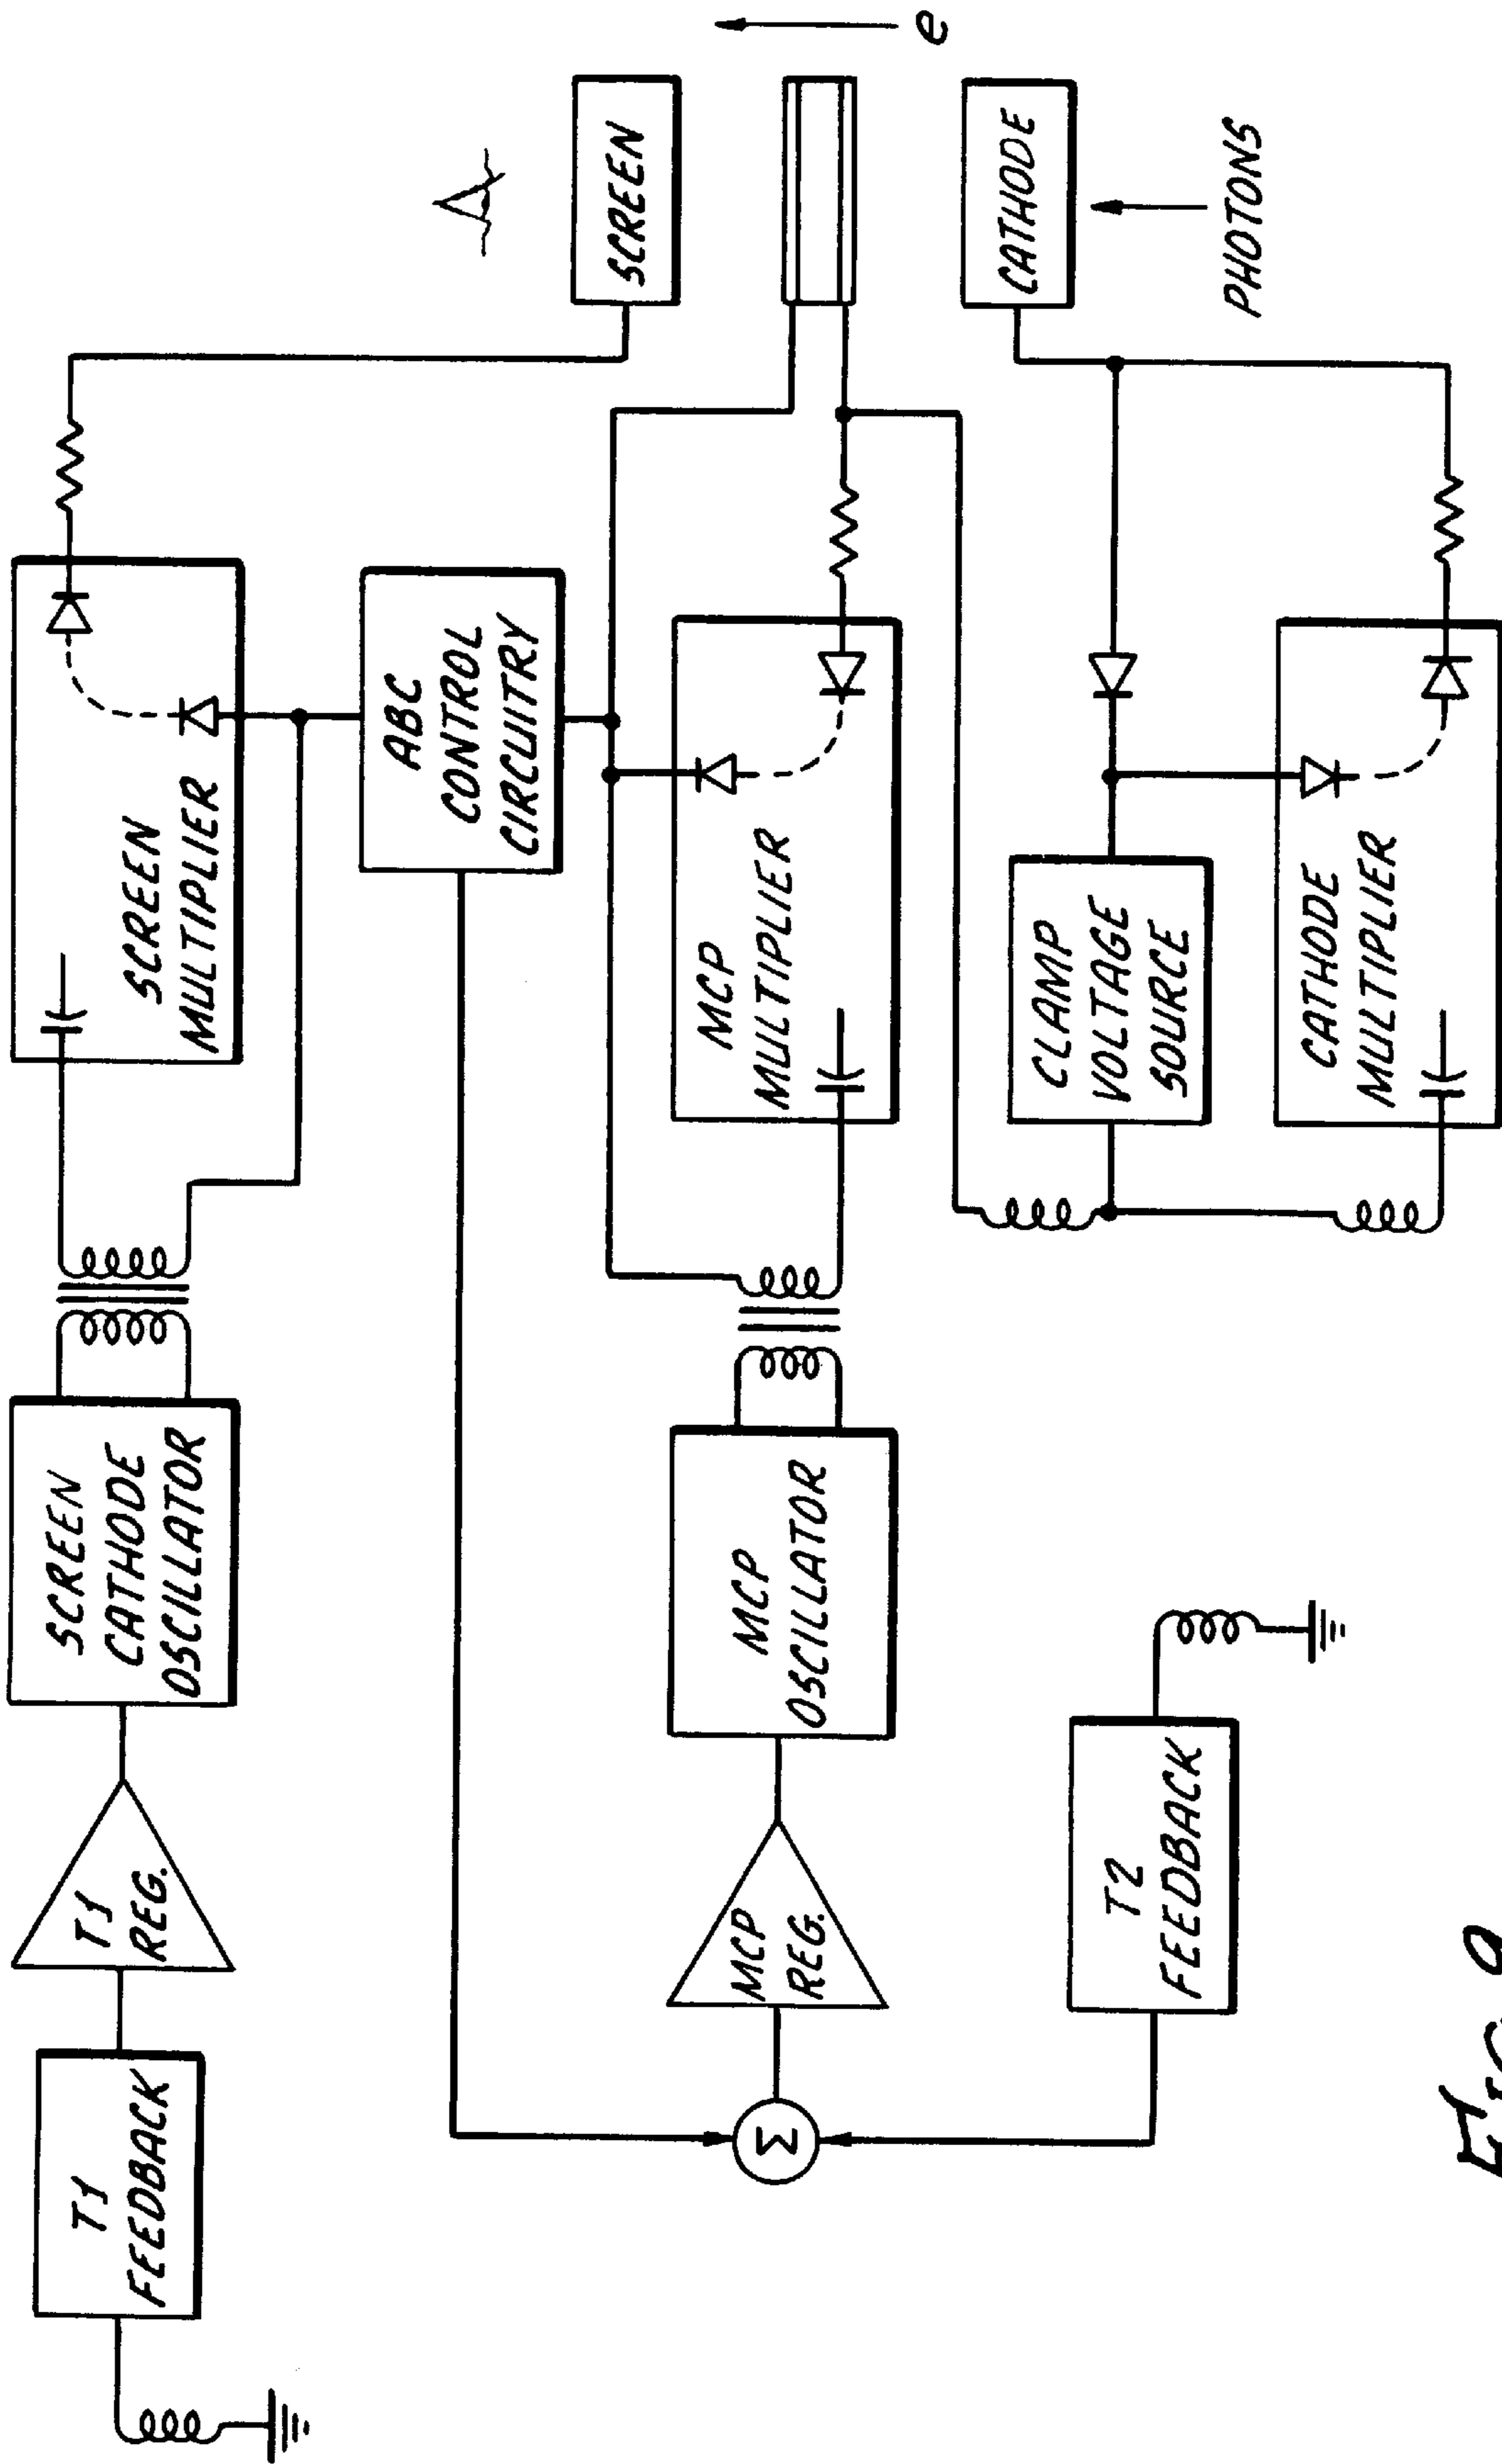 T1
FEEDBACK
T1
REG.
SCREEN
CATHODE
OSCILLATOR
SCREEN
MULTIPLIER
ABC
CONTROL
CIRCUITRY
SCREEN
e
Σ
MCP
REG.
MCP
OSCILLATOR
MCP
MULTIPLIER
T2
FEEDBACK
CLAMP
VOLTAGE
SOURCE
CATHODE
MULTIPLIER
CATHODE
PHOTONS